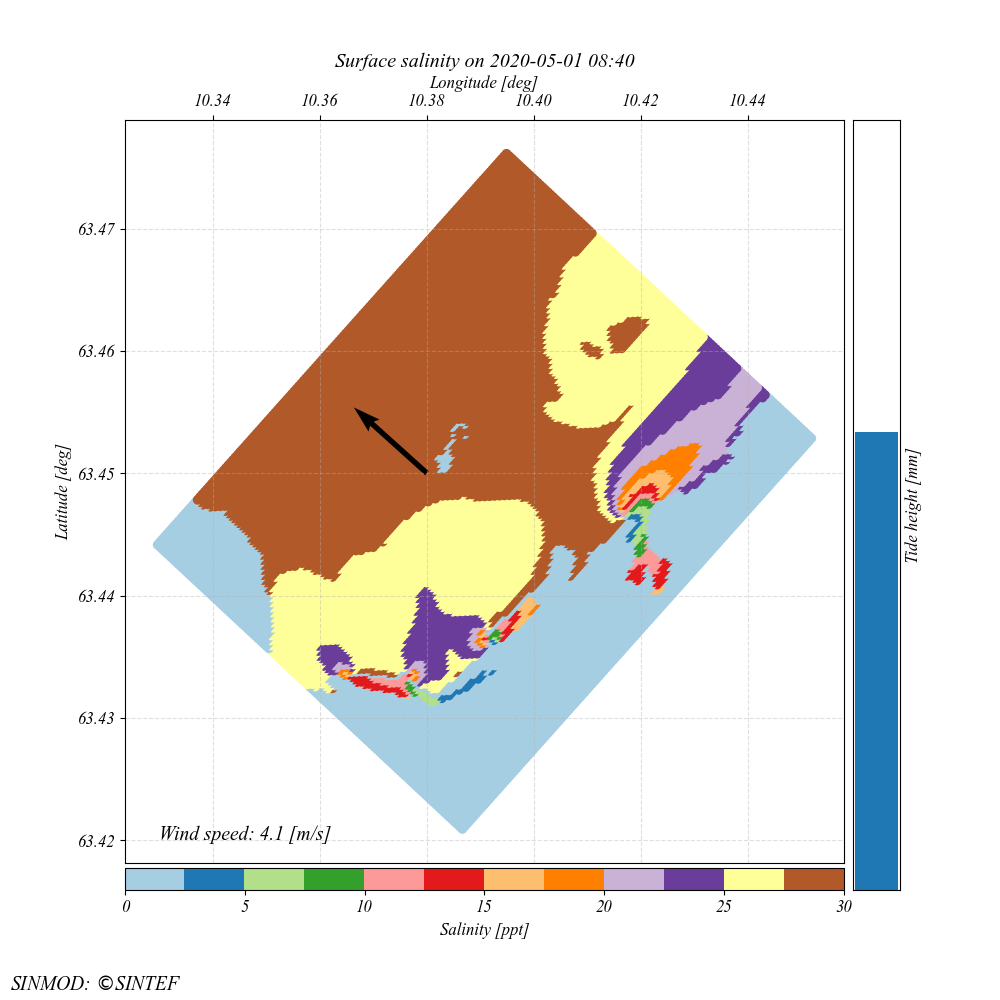 Surface salinity on 2020-05-01 08:40
Longitude [deg]
10.34 10.36 10.38 10.40 10.42 10.44
63.47
63.46
63.45
63.44
63.43
63.42
Latitude [deg]
Tide height [mm]
Wind speed: 4.1 [m/s]
0 5 10 15 20 25 30
Salinity [ppt]
SINMOD: ©SINTEF